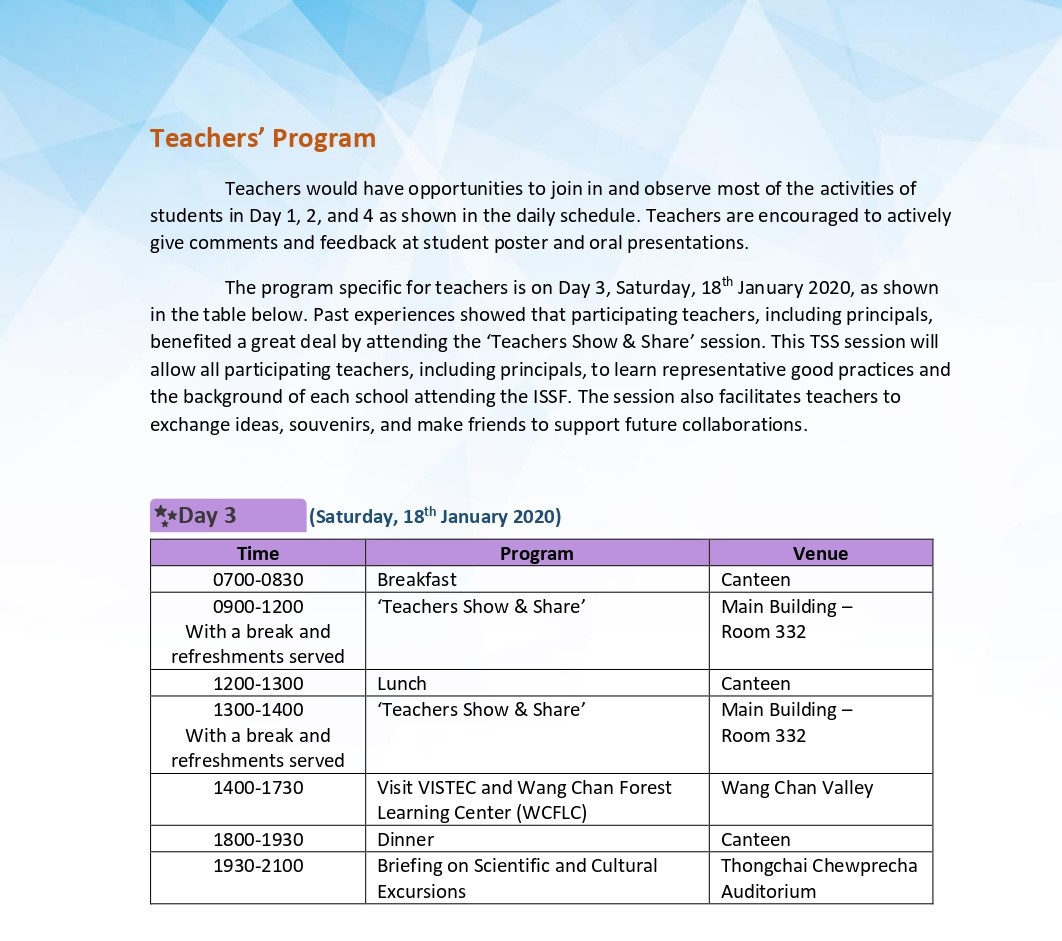 Teachers’ Program
Teachers would have opportunities to join in and observe most of the activities of
students in Day 1, 2, and 4 as shown in the daily schedule. Teachers are encouraged to actively
give comments and feedback at student poster and oral presentations.
The program specific for teachers is on Day 3, Saturday, 18th January 2020, as shown
in the table below. Past experiences showed that participating teachers, including principals,
benefited a great deal by attending the ‘Teachers Show & Share’ session. This TSS session will
allow all participating teachers, including principals, to learn representative good practices and
the background of each school attending the ISSF. The session also facilitates teachers to
exchange ideas, souvenirs, and make friends to support future collaborations.
Day 3 (Saturday, 18th January 2020)
Time Program Venue
0700-0830 Breakfast Canteen
0900-1200 ‘Teachers Show & Share’ Main Building –
With a break and Room 332
refreshments served
1200-1300 Lunch Canteen
1300-1400 ‘Teachers Show & Share’ Main Building –
With a break and Room 332
refreshments served
1400-1730 Visit VISTEC and Wang Chan Forest Wang Chan Valley
Learning Center (WCFLC)
1800-1930 Dinner Canteen
1930-2100 Briefing on Scientific and Cultural Thongchai Chewprecha
Excursions Auditorium